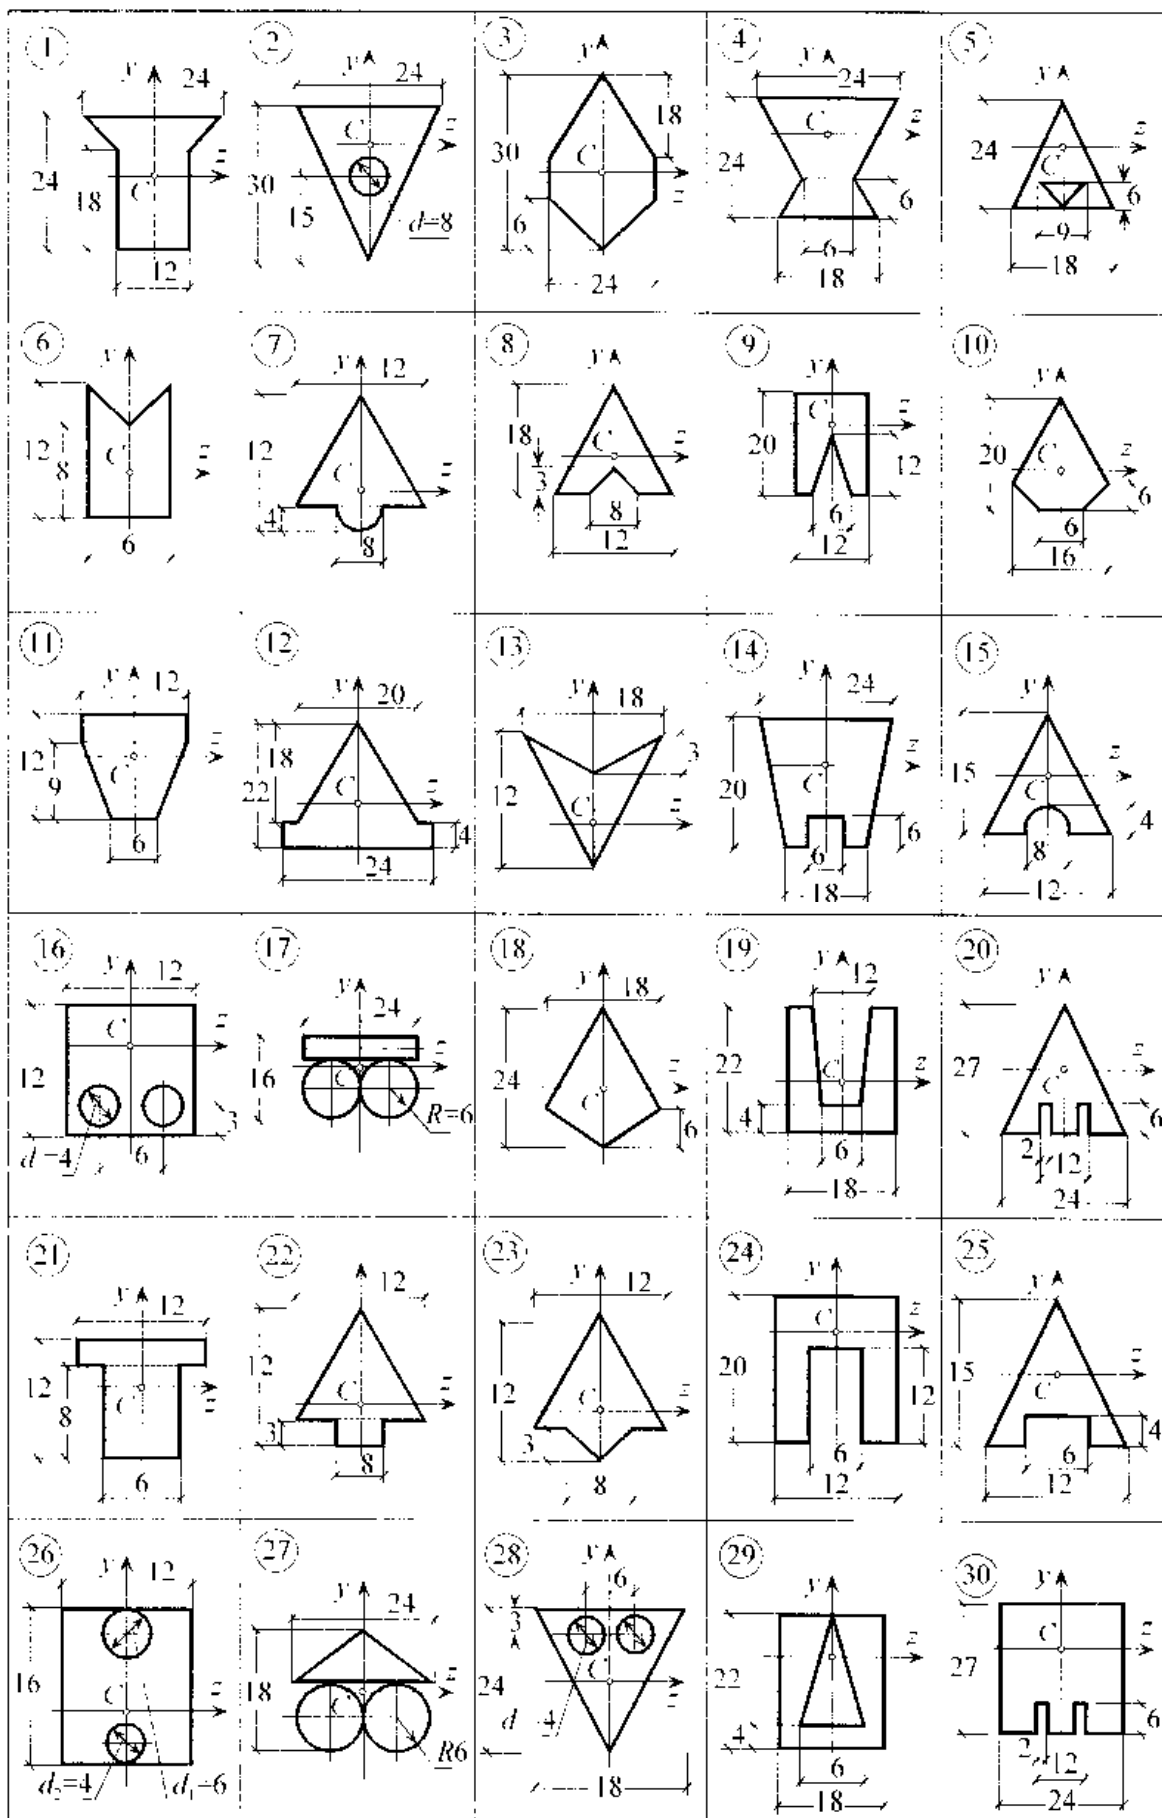 1 y 24 24 18 z C 12
2 y 24 z C 30 15 d=8
3 y 18 30 C z 6 24
4 y 24 C z 24 6 6 18
5 y z 24 C 6 9 18
6 y 12 8 C z 6
7 y 12 12 C z 4 8
8 y 18 C z 3 8 12
9 y C z 20 12 6 12
10 y 20 C z 6 6 16
11 y 12 z 12 C 9 6
12 y 20 18 22 C z 4 24
13 y 18 3 12 C z
14 y 24 z C 20 6 6 18
15 y z 15 C 4 8 12
16 y 12 z C 12 3 d=4 6
17 y 24 z 16 C R=6
18 y 18 24 z C 6
19 y 12 22 z C 4 6 18
20 y z 27 C 6 2 12 24
21 y 12 12 C z 8 6
22 12 12 C z 3 8
23 y 12 12 C z 3 8
24 y C z 20 12 6 12
25 y z 15 C 4 6 12
26 y 12 16 C z d₂=4 d₁=6
27 y 24 18 C z R6
28 y 6 3 24 C z d 4 18
29 y z 22 4 6 18
30 y z C 27 6 2 12 24